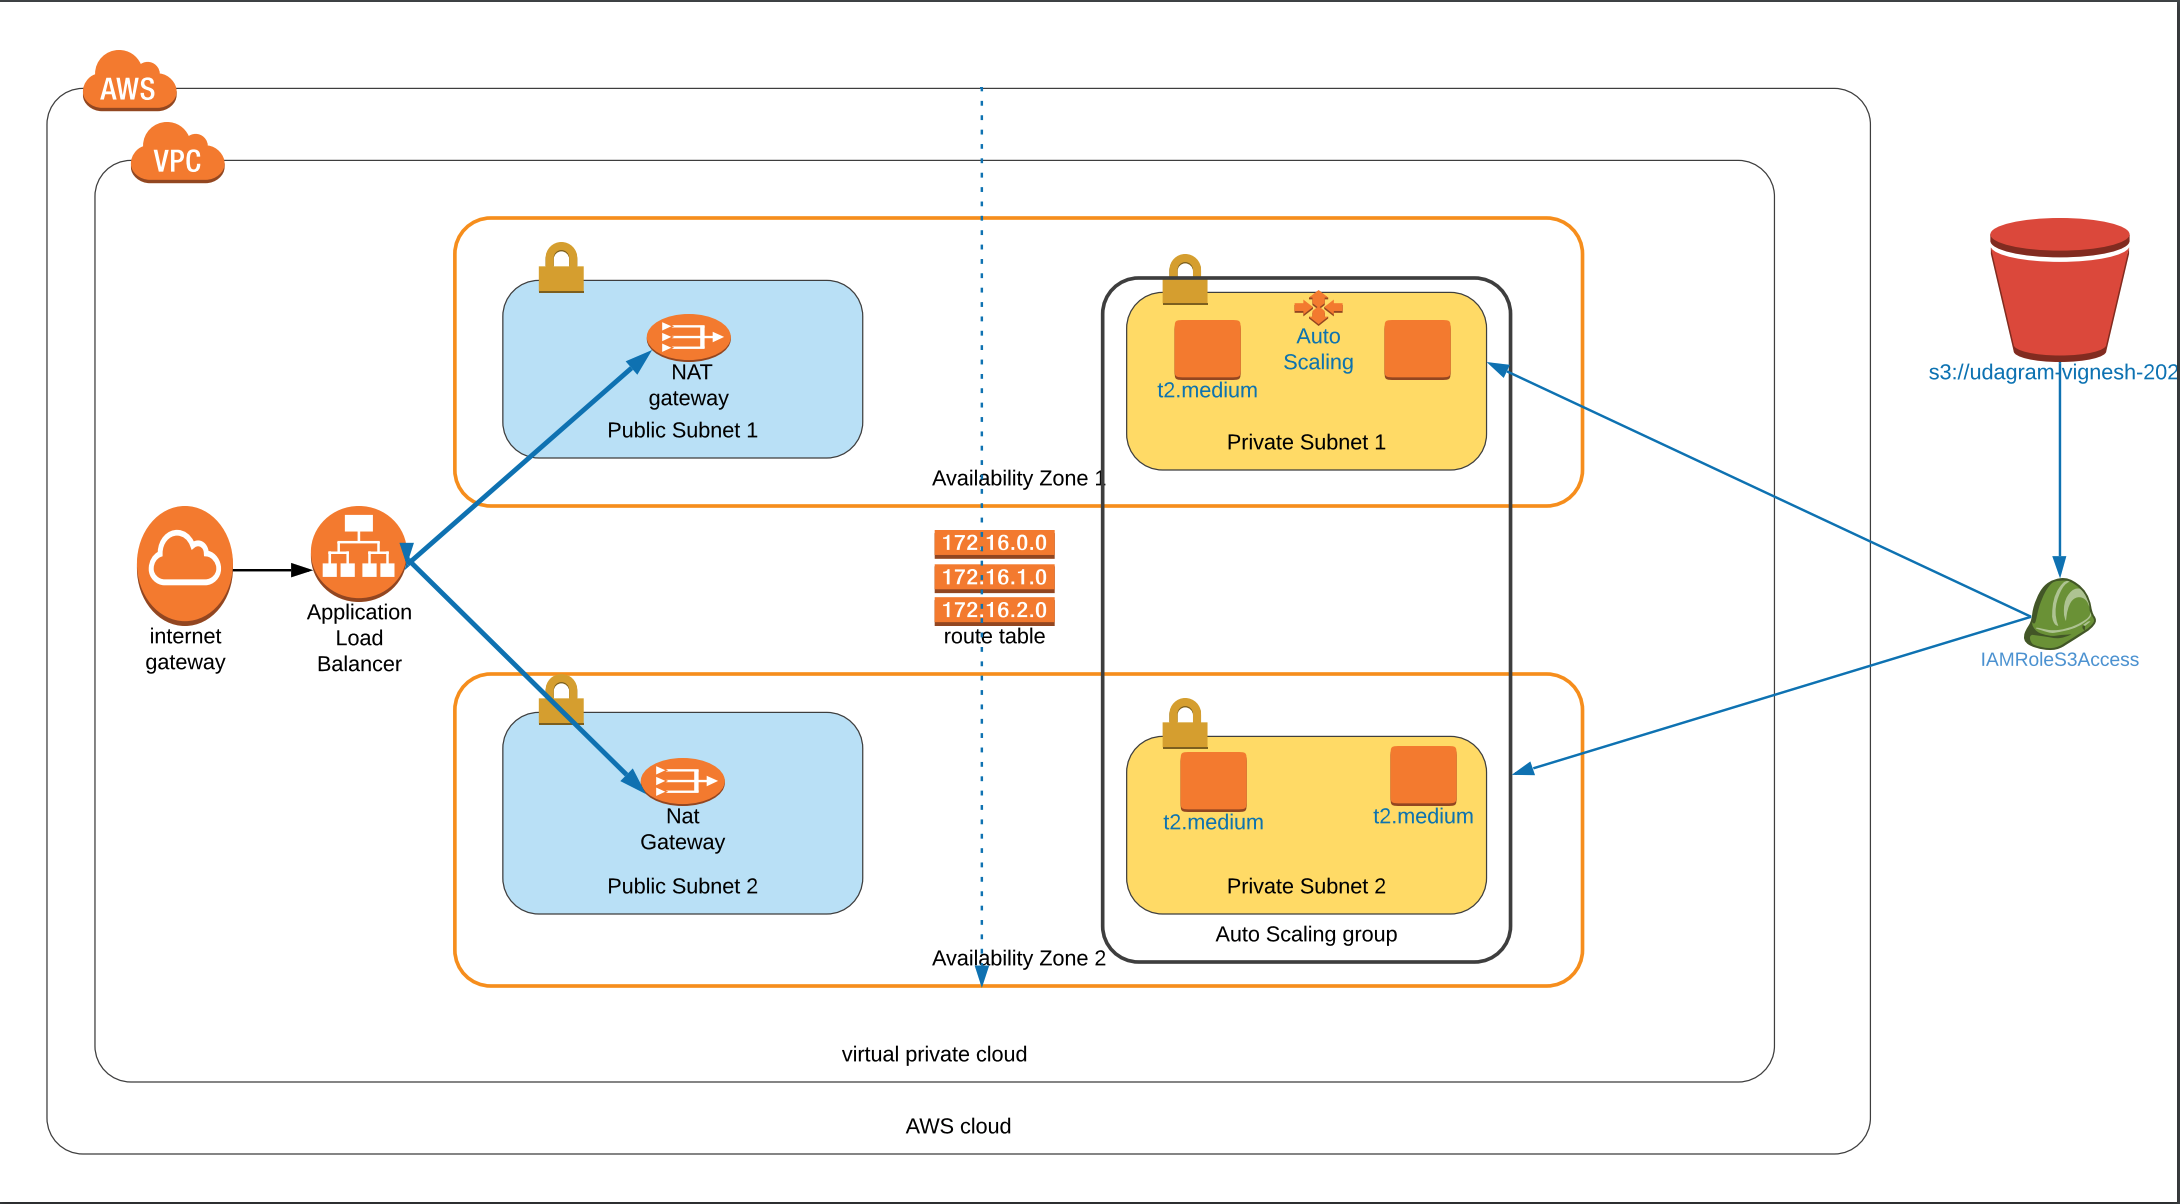 AWS
VPC
NAT
gateway
Public Subnet 1
Auto
Scaling
t2.medium
Private Subnet 1
Availability Zone 1
s3://udagram-vignesh-202
internet
gateway
Application
Load
Balancer
172.16.0.0
172.16.1.0
172.16.2.0
route table
IAMRoleS3Access
Nat
Gateway
Public Subnet 2
t2.medium
t2.medium
Private Subnet 2
Auto Scaling group
Availability Zone 2
virtual private cloud
AWS cloud